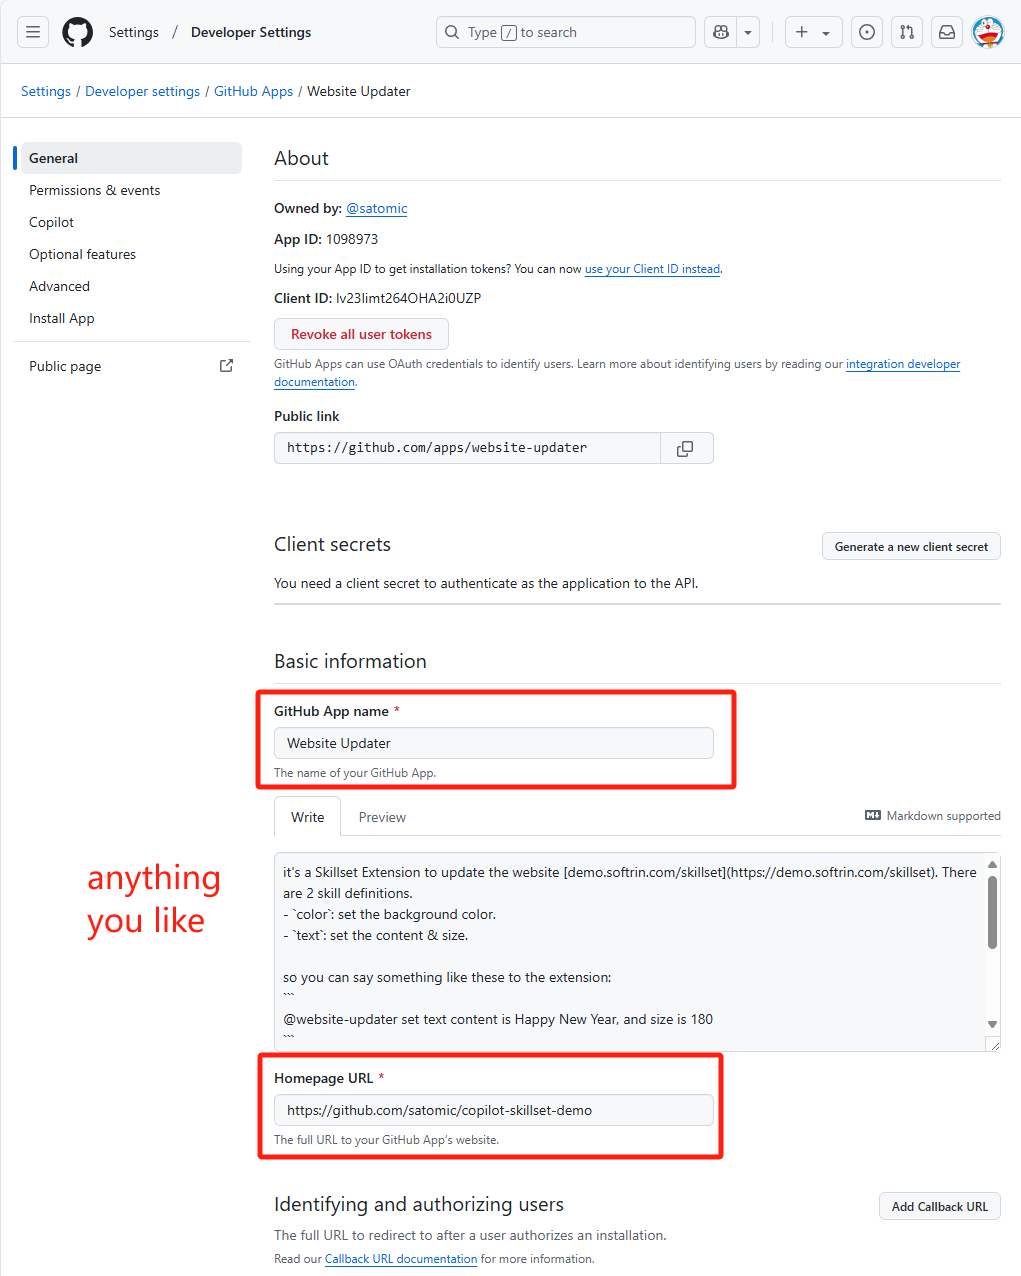 Settings / Developer Settings
Type / to search
Settings / Developer settings / GitHub Apps / Website Updater
General
Permissions & events
Copilot
Optional features
Advanced
Install App
Public page
About
Owned by: @satomic
App ID: 1098973
Using your App ID to get installation tokens? You can now use your Client ID instead.
Client ID: Iv23limt264OHA2i0UZP
Revoke all user tokens
GitHub Apps can use OAuth credentials to identify users. Learn more about identifying users by reading our integration developer
documentation.
Public link
https://github.com/apps/website-updater
Client secrets
Generate a new client secret
You need a client secret to authenticate as the application to the API.
Basic information
GitHub App name *
Website Updater
The name of your GitHub App.
Write
Preview
Markdown supported
anything
you like
it's a Skillset Extension to update the website [demo.softrin.com/skillset](https://demo.softrin.com/skillset). There
are 2 skill definitions.
- `color`: set the background color.
- `text`: set the content & size.
so you can say something like these to the extension:
```
@website-updater set text content is Happy New Year, and size is 180
```
Homepage URL *
https://github.com/satomic/copilot-skillset-demo
The full URL to your GitHub App's website.
Identifying and authorizing users
Add Callback URL
The full URL to redirect to after a user authorizes an installation.
Read our Callback URL documentation for more information.